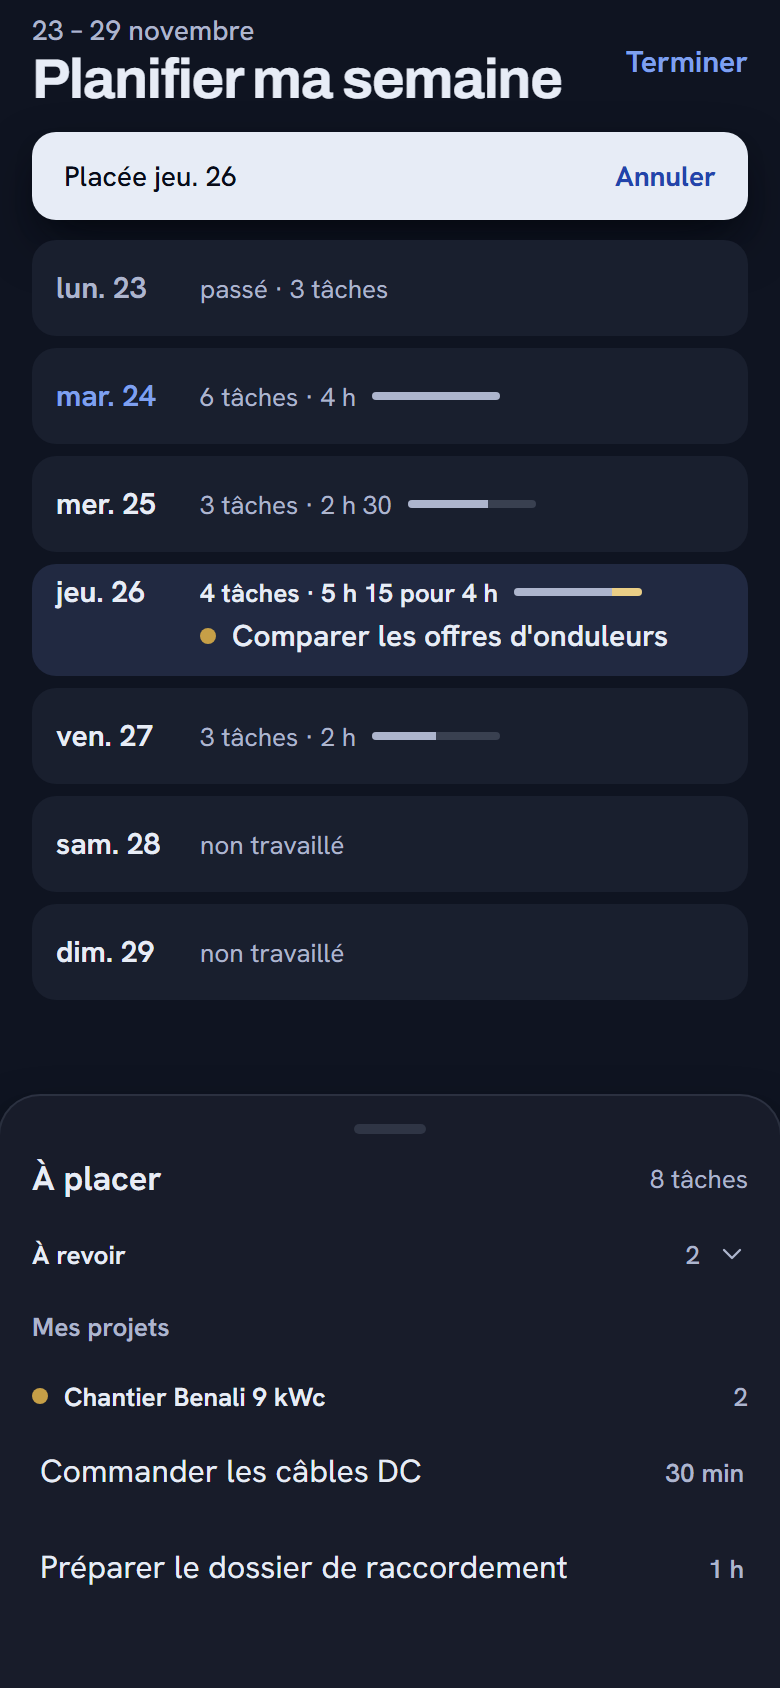 23 – 29 novembre
Planifier ma semaine
Terminer
Placée jeu. 26
Annuler
lun. 23
passé · 3 tâches
mar. 24
6 tâches · 4 h
mer. 25
3 tâches · 2 h 30
jeu. 26
4 tâches · 5 h 15 pour 4 h
Comparer les offres d'onduleurs
ven. 27
3 tâches · 2 h
sam. 28
non travaillé
dim. 29
non travaillé
À placer
8 tâches
À revoir
2
Mes projets
Chantier Benali 9 kWc
2
Commander les câbles DC
30 min
Préparer le dossier de raccordement
1 h